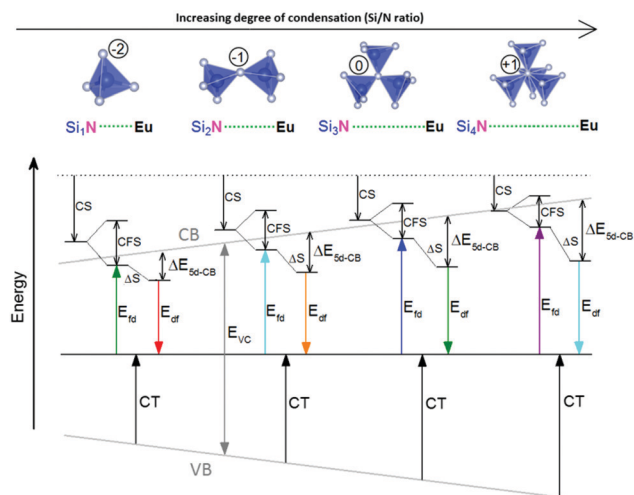 Increasing degree of condensation (Si/N ratio)
-2
-1
0
+1
Si₁N Eu
Si₂N Eu
Si₃N Eu
Si₄N Eu
Energy
CS
CFS
ΔS
ΔE5d-CB
Efd
Edf
CT
CB
EVC
VB
CS
CFS
ΔS
ΔE5d-CB
Efd
Edf
CT
CS
CFS
ΔS
ΔE5d-CB
Efd
Edf
CT
CS
CFS
ΔS
ΔE5d-CB
Efd
Edf
CT